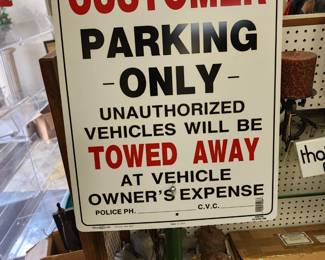 CUSTOMER
PARKING
-ONLY-
UNAUTHORIZED
VEHICLES WILL BE
TOWED AWAY
AT VEHICLE
OWNER'S EXPENSE
POLICE PH. C.V.C.